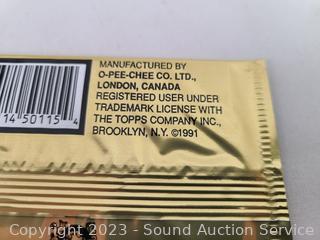 MANUFACTURED BY
O-PEE-CHEE CO. LTD.,
LONDON, CANADA
REGISTERED USER UNDER
TRADEMARK LICENSE WITH
THE TOPPS COMPANY INC.,
BROOKLYN, N.Y. ©1991
14 50115 4
Copyright 2023 - Sound Auction Service